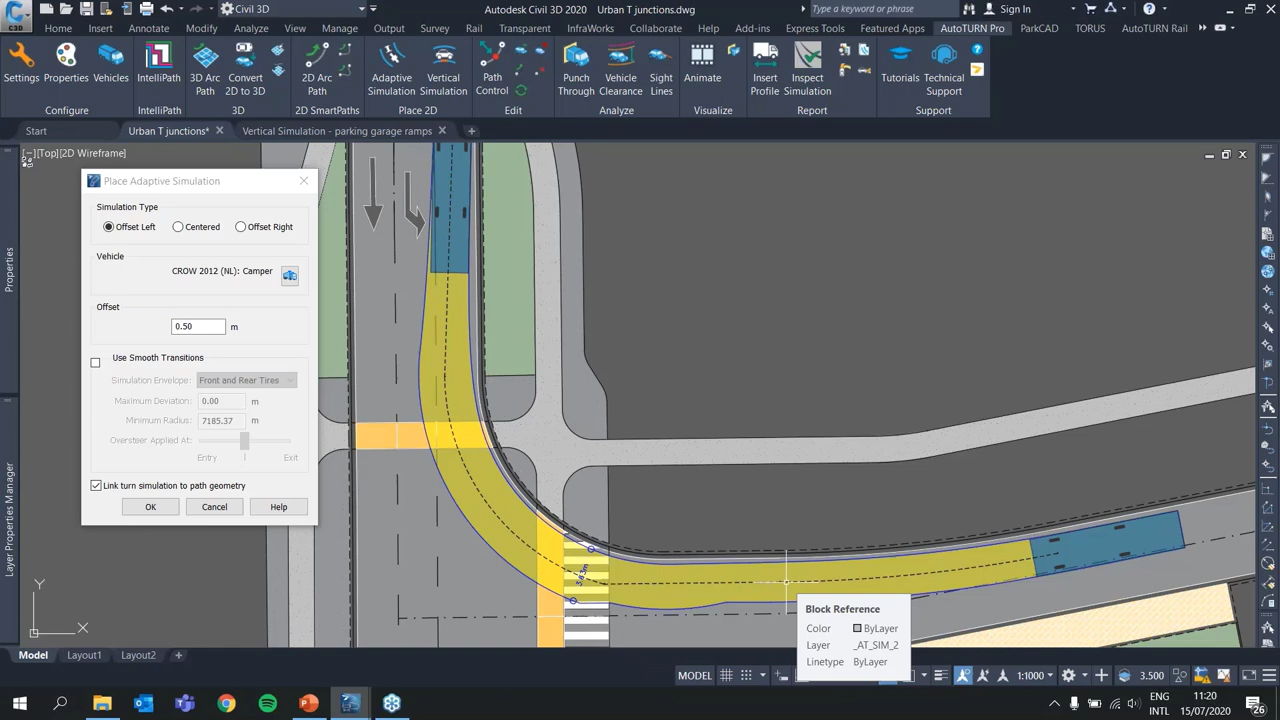 C3D
Civil 3D
Autodesk Civil 3D 2020 Urban T junctions.dwg
Type a keyword or phrase
Sign In
Home Insert Annotate Modify Analyze View Manage Output Survey Rail Transparent InfraWorks Collaborate Help Add-ins Express Tools Featured Apps AutoTURN Pro ParkCAD TORUS AutoTURN Rail
Settings Properties Vehicles IntelliPath 3D Arc Path Convert 2D to 3D 2D Arc Path Adaptive Simulation Vertical Simulation Path Control Punch Through Vehicle Clearance Sight Lines Animate Insert Profile Inspect Simulation Tutorials Technical Support
Configure IntelliPath 3D 2D SmartPaths Place 2D Edit Analyze Visualize Report Support
Start Urban T junctions* Vertical Simulation - parking garage ramps
[−][Top][2D Wireframe]
Properties
Layer Properties Manager
Place Adaptive Simulation
Simulation Type
Offset Left Centered Offset Right
Vehicle
CROW 2012 (NL): Camper
Offset
0.50 m
Use Smooth Transitions
Simulation Envelope: Front and Rear Tires
Maximum Deviation: 0.00 m
Minimum Radius: 7185.37 m
Oversteer Applied At:
Entry Exit
Link turn simulation to path geometry
OK Cancel Help
3.83m
Block Reference
Color ByLayer
Layer _AT_SIM_2
Linetype ByLayer
Y
X
Model Layout1 Layout2 +
MODEL 1:1000 3.500
ENG
INTL
11:20
15/07/2020
26